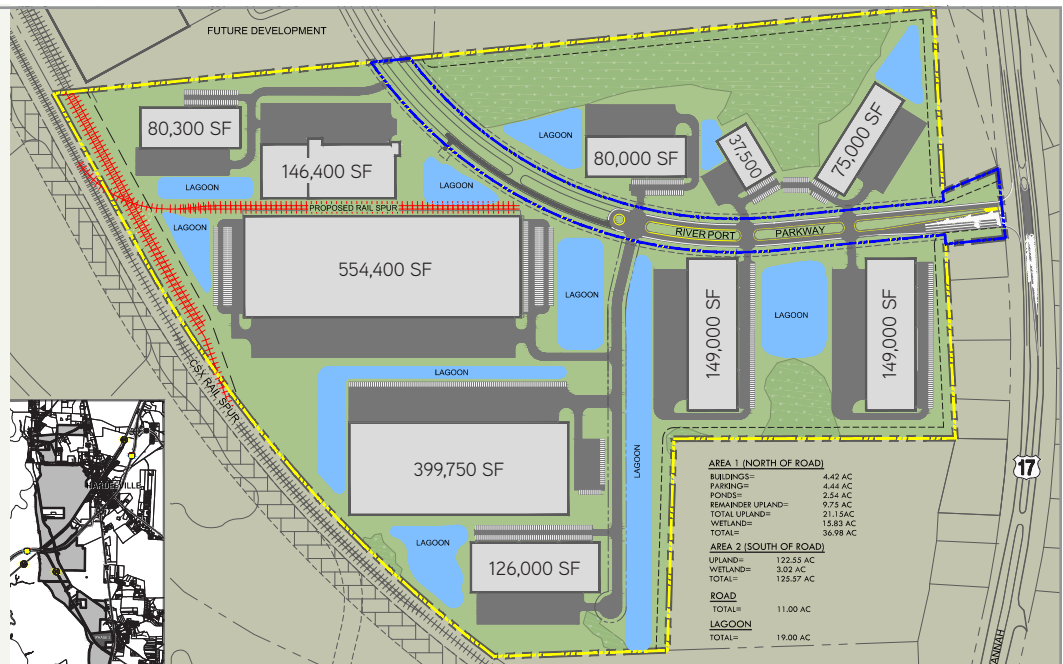 FUTURE DEVELOPMENT
80,300 SF
146,400 SF
LAGOON
80,000 SF
37,500
75,000 SF
LAGOON
LAGOON
PROPOSED RAIL SPUR
LAGOON
RIVER PORT PARKWAY
554,400 SF
LAGOON
149,000 SF
LAGOON
149,000 SF
CSX RAIL SPUR
LAGOON
399,750 SF
LAGOON
LAGOON
126,000 SF
17
AREA 1 (NORTH OF ROAD)
BUILDINGS= 4.42 AC
PARKING= 4.44 AC
PONDS= 2.54 AC
REMAINDER UPLAND= 9.75 AC
TOTAL UPLAND= 21.15AC
WETLAND= 15.83 AC
TOTAL= 36.98 AC
AREA 2 (SOUTH OF ROAD)
UPLAND= 122.55 AC
WETLAND= 3.02 AC
TOTAL= 125.57 AC
ROAD
TOTAL= 11.00 AC
LAGOON
TOTAL= 19.00 AC
ANNAH